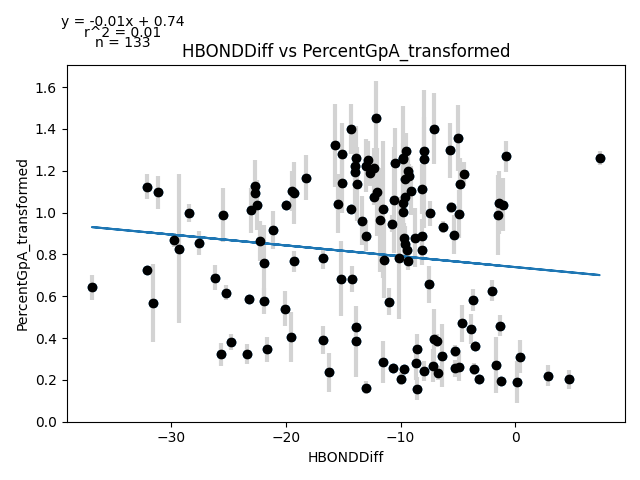 y = -0.01x + 0.74
r^2 = 0.01
n = 133
HBONDDiff vs PercentGpA_transformed
PercentGpA_transformed
1.6
1.4
1.2
1.0
0.8
0.6
0.4
0.2
0.0
−30
−20
−10
0
HBONDDiff